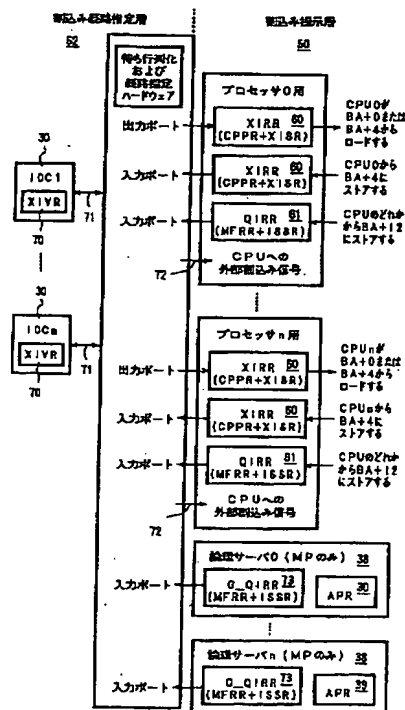 割込み経路指定層
52
割込み提示層
50
待ち行列化
および
経路指定
ハードウェア
プロセッサ0用
出力ポート
XIRR 60
(CPPR+XISR)
CPU0が
BA+0または
BA+4から
ロードする
入力ポート
XIRR 60
(CPPR+XISR)
CPU0から
BA+4に
ストアする
入力ポート
QIRR 61
(MFRR+ISSR)
CPUのどれか
からBA+12
にストアする
72
CPUへの
外部割込み信号
30
IOC1
XIVR
70
71
30
IOCm
XIVR
70
71
プロセッサn用
出力ポート
XIRR 60
(CPPR+XISR)
CPUnが
BA+0または
BA+4から
ロードする
入力ポート
XIRR 60
(CPPR+XISR)
CPUnから
BA+4に
ストアする
入力ポート
QIRR 61
(MFRR+ISSR)
CPUのどれか
からBA+12
にストアする
72
CPUへの
外部割込み信号
論理サーバ0(MPのみ) 38
入力ポート
G_QIRR 73
(MFRR+ISSR)
APR
論理サーバn(MPのみ) 38
入力ポート
G_QIRR 73
(MFRR+ISSR)
APR
39